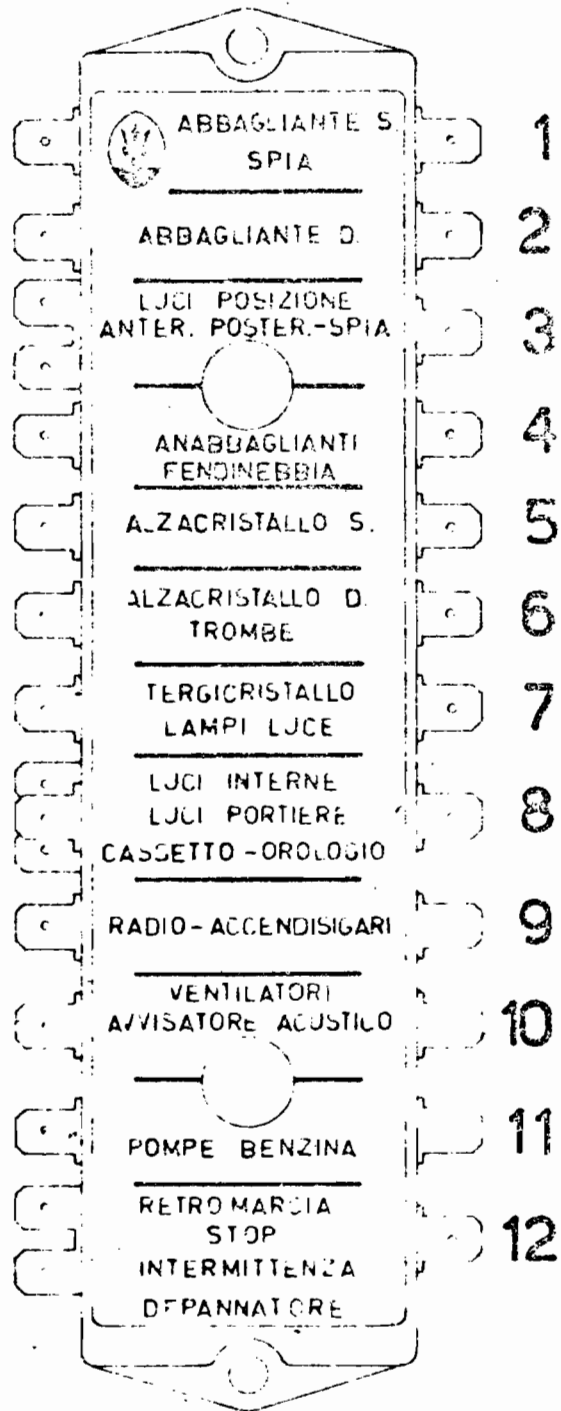 ABBAGLIANTE S. 1
SPIA
ABBAGLIANTE D. 2
LUCI POSIZIONE
ANTER. POSTER.-SPIA 3
ANABBAGLIANTI 4
FENDINEBBIA
ALZACRISTALLO S. 5
ALZACRISTALLO D. 6
TROMBE
TERGICRISTALLO 7
LAMPI LUCE
LUCI INTERNE
LUCI PORTIERE 8
CASSETTO-OROLOGIO
RADIO-ACCENDISIGARI 9
VENTILATORI
AVVISATORE ACUSTICO 10
POMPE BENZINA 11
RETROMARCIA
STOP 12
INTERMITTENZA
DEPANNATORE